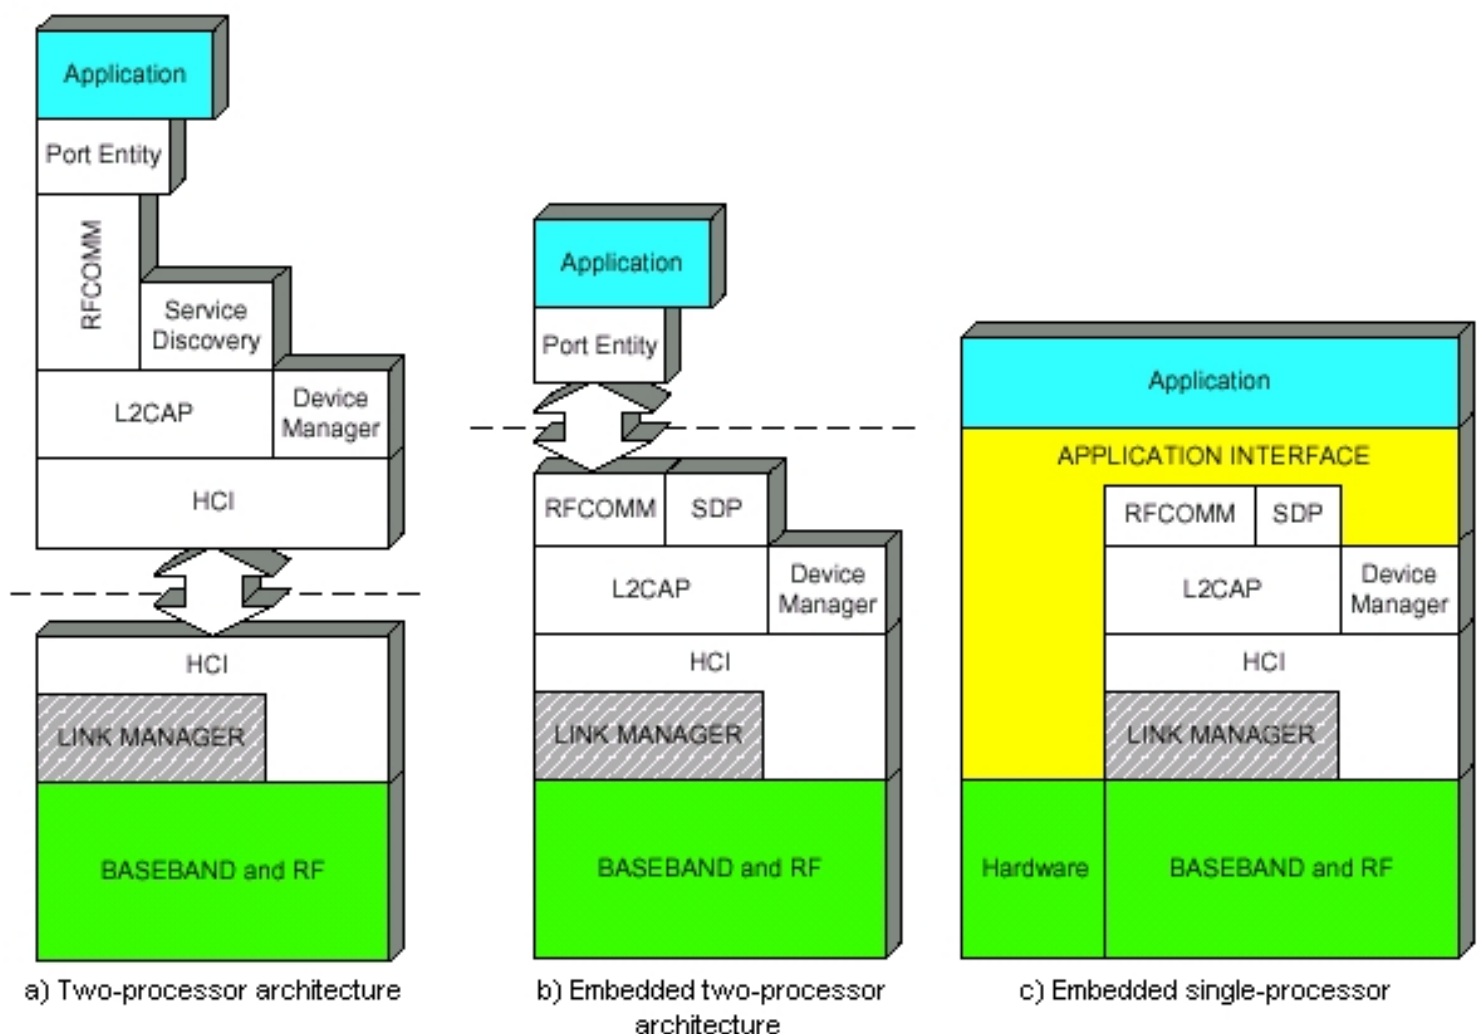 Application
Port Entity
RFCOMM
Service
Discovery
L2CAP
Device
Manager
HCI
HCI
LINK MANAGER
BASEBAND and RF
a) Two-processor architecture
Application
Port Entity
RFCOMM
SDP
L2CAP
Device
Manager
HCI
LINK MANAGER
BASEBAND and RF
b) Embedded two-processor
architecture
Application
APPLICATION INTERFACE
RFCOMM
SDP
L2CAP
Device
Manager
HCI
LINK MANAGER
Hardware
BASEBAND and RF
c) Embedded single-processor